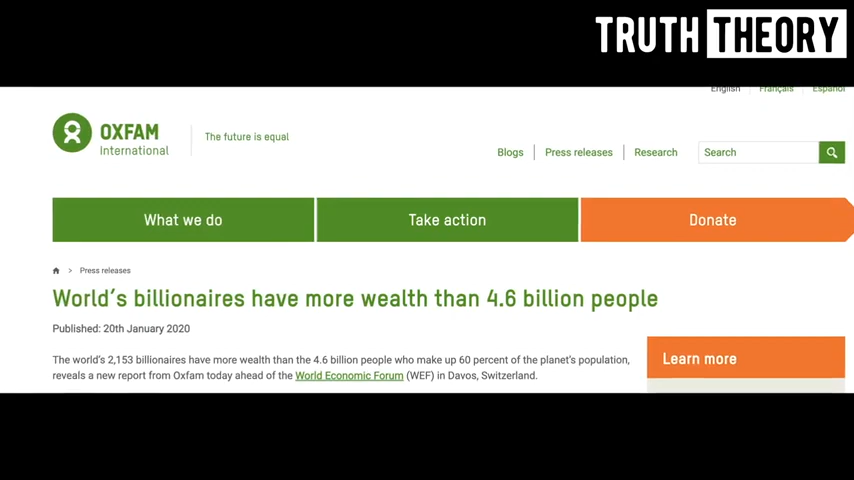 TRUTH THEORY
English Français Español
OXFAM
International
The future is equal
Blogs Press releases Research Search
What we do Take action Donate
Press releases
World's billionaires have more wealth than 4.6 billion people
Published: 20th January 2020
The world's 2,153 billionaires have more wealth than the 4.6 billion people who make up 60 percent of the planet's population,
reveals a new report from Oxfam today ahead of the World Economic Forum (WEF) in Davos, Switzerland.
Learn more